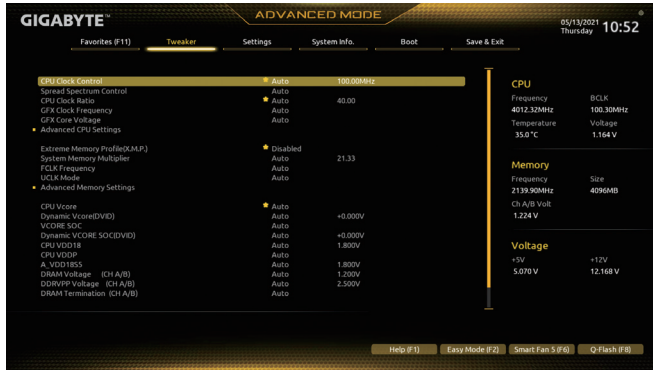 GIGABYTE™
ADVANCED MODE
05/13/2021
Thursday
10:52
Favorites (F11) Tweaker Settings System Info. Boot Save & Exit
CPU Clock Control Auto 100.00MHz
Spread Spectrum Control Auto
CPU Clock Ratio Auto 40.00
GFX Clock Frequency Auto
GFX Core Voltage Auto
Advanced CPU Settings
Extreme Memory Profile(X.M.P.) Disabled
System Memory Multiplier Auto 21.33
FCLK Frequency Auto
UCLK Mode Auto
Advanced Memory Settings
CPU Vcore Auto
Dynamic Vcore(DVID) Auto +0.000V
VCORE SOC Auto
Dynamic VCORE SOC(DVID) Auto +0.000V
CPU VDD18 Auto 1.800V
CPU VDDP Auto
A_VDD18S5 Auto 1.800V
DRAM Voltage (CH A/B) Auto 1.200V
DDRVPP Voltage (CH A/B) Auto 2.500V
DRAM Termination (CH A/B) Auto
CPU
Frequency BCLK
4012.32MHz 100.30MHz
Temperature Voltage
35.0°C 1.164 V
Memory
Frequency Size
2139.90MHz 4096MB
Ch A/B Volt
1.224 V
Voltage
+5V +12V
5.070 V 12.168 V
Help (F1) Easy Mode (F2) Smart Fan 5 (F6) Q-Flash (F8)